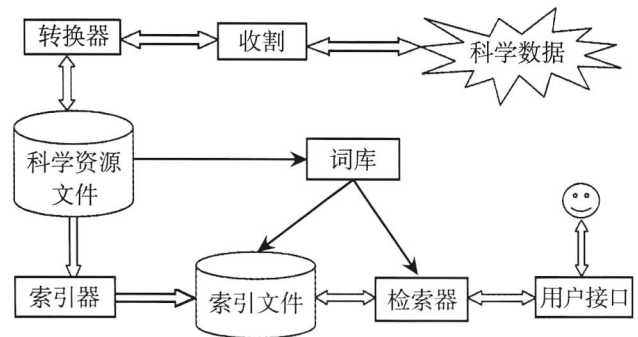 转换器
收割
科学数据
科学资源
文件
词库
索引器
索引文件
检索器
用户接口